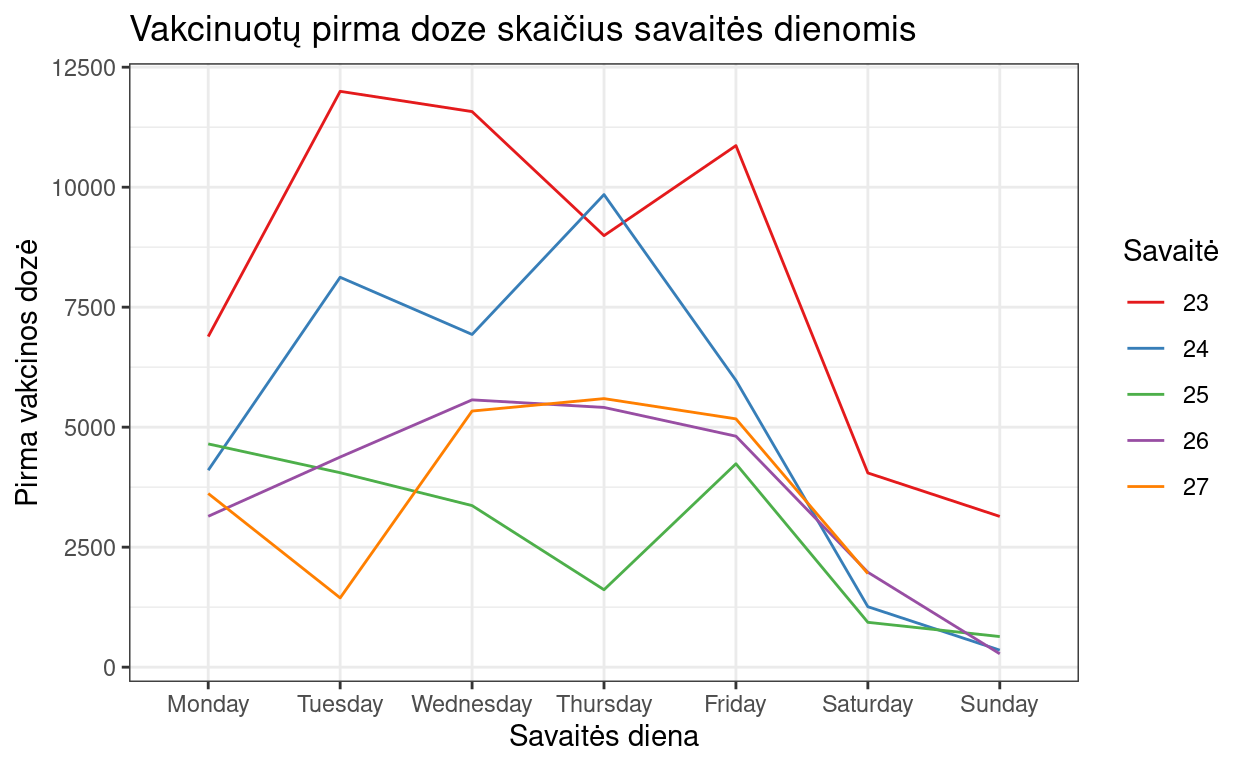 Vakcinuotų pirma doze skaičius savaitės dienomis
Pirma vakcinos dozė
12500
10000
7500
5000
2500
0
Monday Tuesday Wednesday Thursday Friday Saturday Sunday
Savaitės diena
Savaitė
23
24
25
26
27